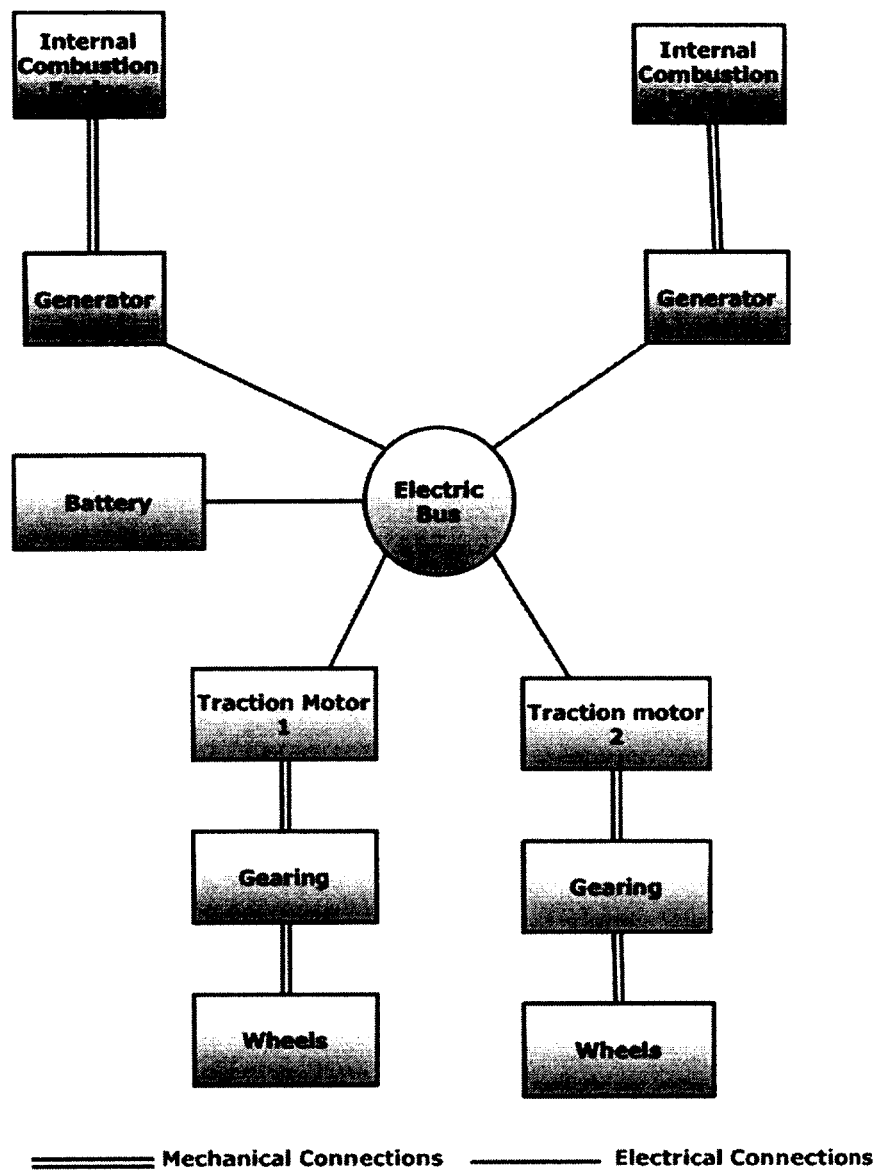 Internal
Combustion
Engine
Internal
Combustion
Generator
Generator
Battery
Electric
Bus
Traction Motor
1
Traction motor
2
Gearing
Gearing
Wheels
Wheels
Mechanical Connections
Electrical Connections